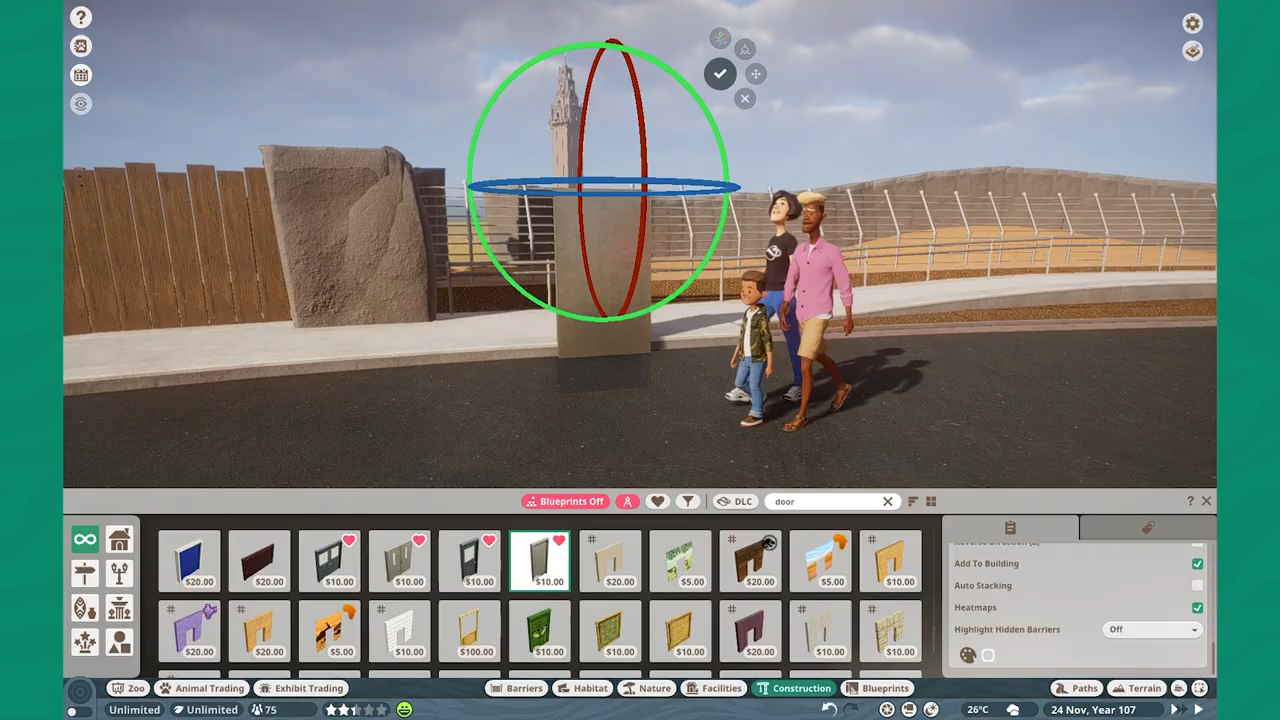 ?
Blueprints Off
DLC
door
?
$20.00
$20.00
$10.00
$10.00
$10.00
$10.00
$20.00
$5.00
$20.00
$5.00
$10.00
$20.00
$20.00
$5.00
$10.00
$100.00
$10.00
$10.00
$10.00
$20.00
$10.00
$10.00
Add To Building
Auto Stacking
Heatmaps
Highlight Hidden Barriers
Off
Zoo
Animal Trading
Exhibit Trading
Barriers
Habitat
Nature
Facilities
Construction
Blueprints
Paths
Terrain
Unlimited
Unlimited
75
26°C
24 Nov, Year 107